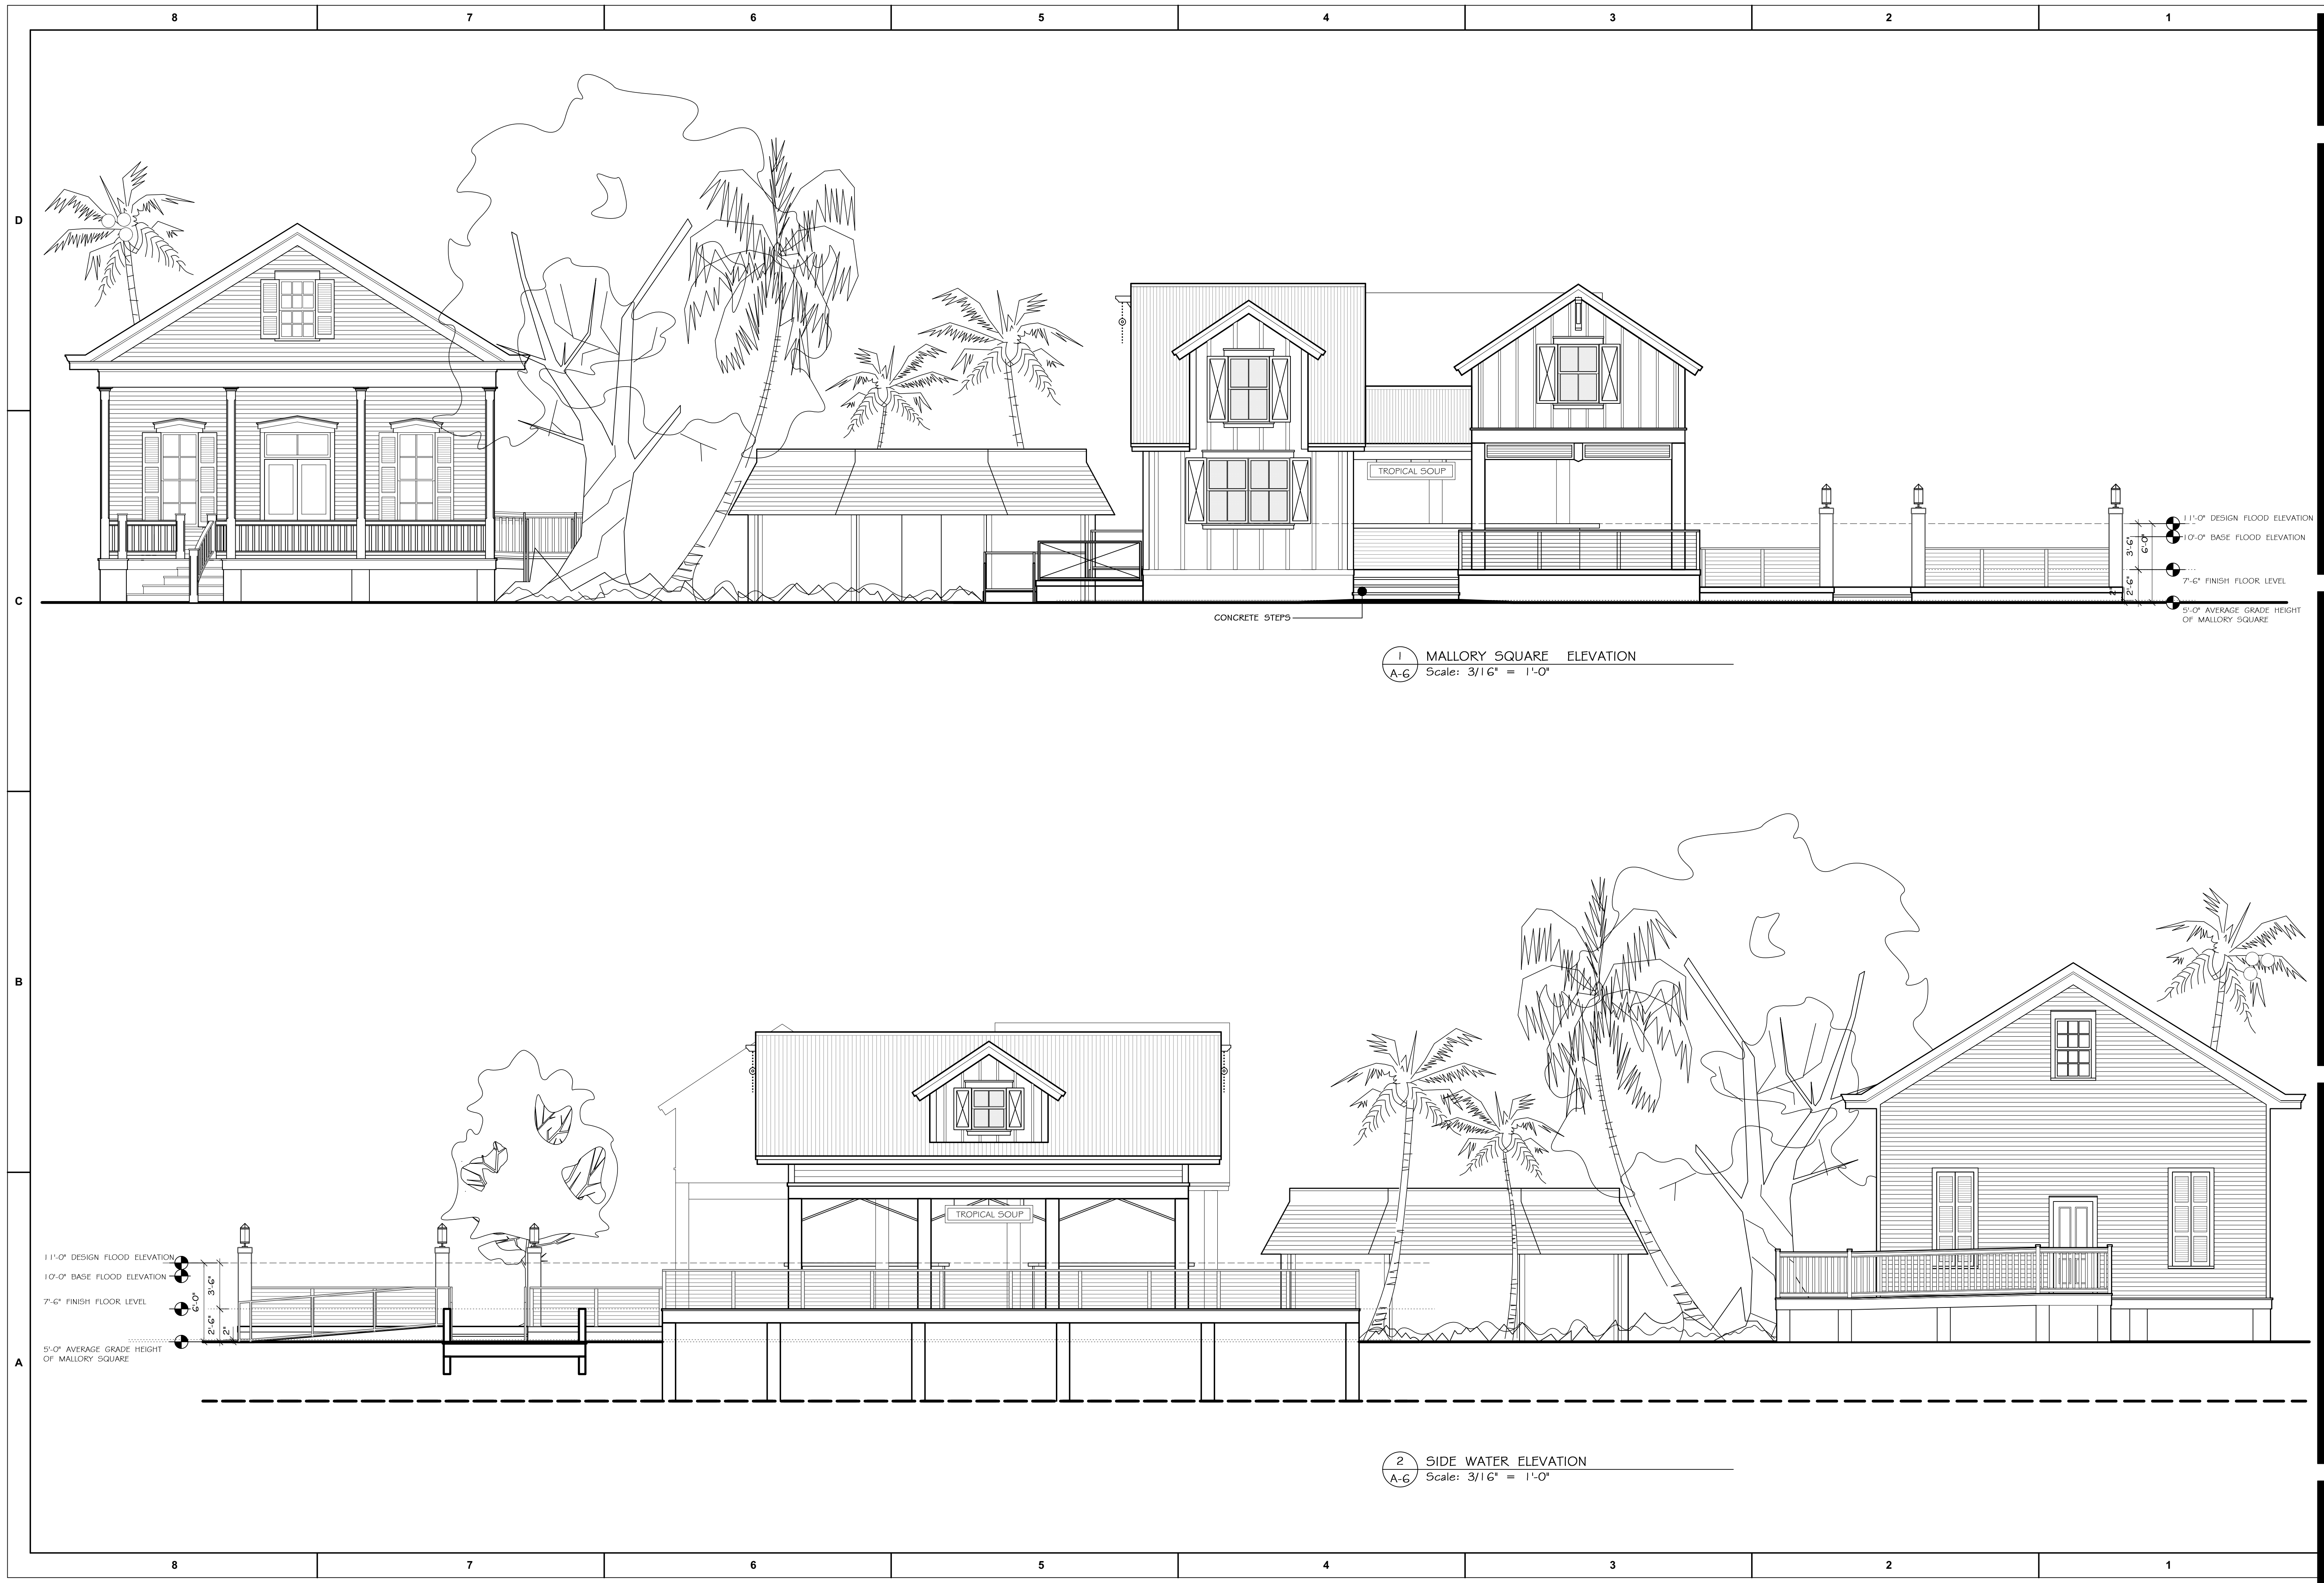 8 7 6 5 4 3 2 1
D
TROPICAL SOUP
11'-0" DESIGN FLOOD ELEVATION
10'-0" BASE FLOOD ELEVATION
3'-6"
6'-0"
7'-6" FINISH FLOOR LEVEL
2'-6"
2"
C
5'-0" AVERAGE GRADE HEIGHT
OF MALLORY SQUARE
CONCRETE STEPS
1 MALLORY SQUARE ELEVATION
A-6 Scale: 3/16" = 1'-0"
B
TROPICAL SOUP
11'-0" DESIGN FLOOD ELEVATION
10'-0" BASE FLOOD ELEVATION
3'-6"
6'-0"
7'-6" FINISH FLOOR LEVEL
2'-6"
2"
5'-0" AVERAGE GRADE HEIGHT
OF MALLORY SQUARE
A
2 SIDE WATER ELEVATION
A-6 Scale: 3/16" = 1'-0"
8 7 6 5 4 3 2 1